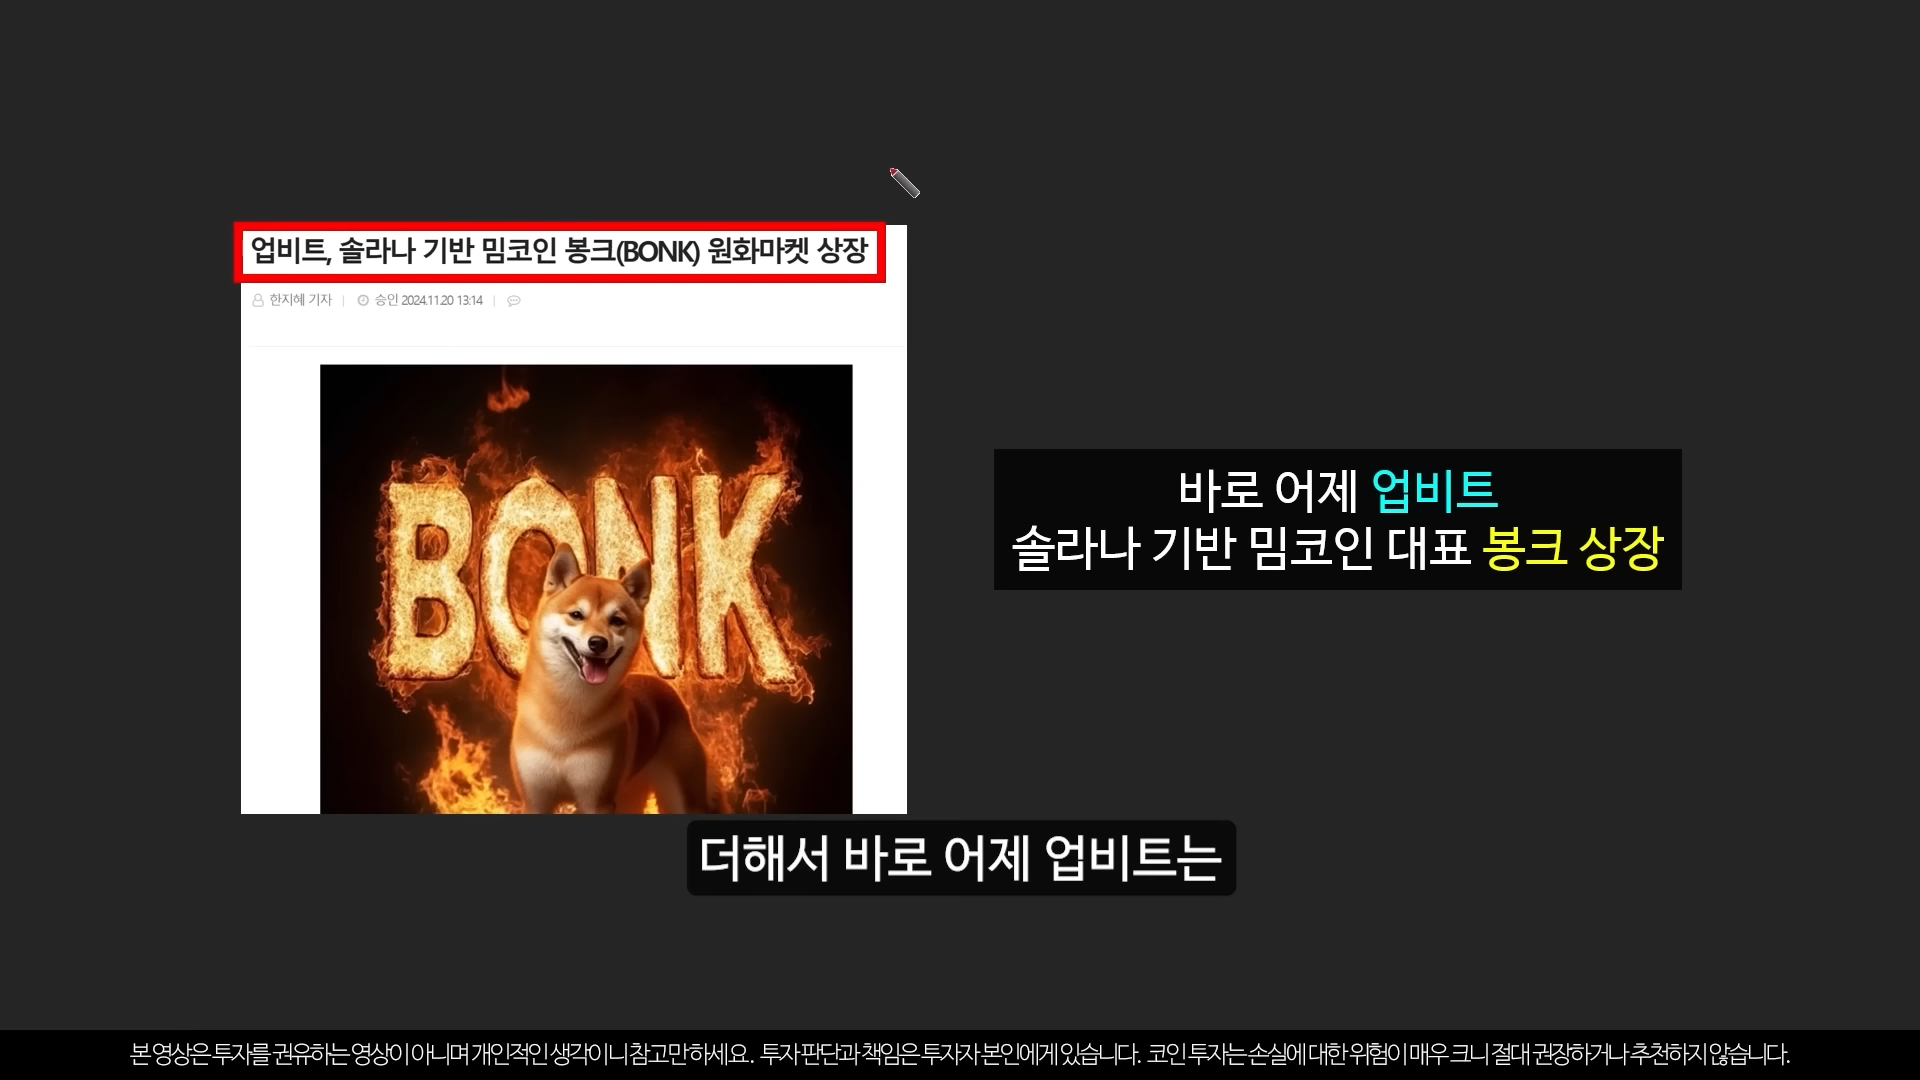 업비트, 솔라나 기반 밈코인 봉크(BONK) 원화마켓 상장
한지혜 기자 | 승인 2024.11.20 13:14 |
BONK
바로 어제 업비트
솔라나 기반 밈코인 대표 봉크 상장
더해서 바로 어제 업비트는
본 영상은 투자를 권유하는 영상이 아니며 개인적인 생각이니 참고만 하세요. 투자 판단과 책임은 투자자 본인에게 있습니다. 코인 투자는 손실에 대한 위험이 매우 크니 절대 권장하거나 추천하지 않습니다.